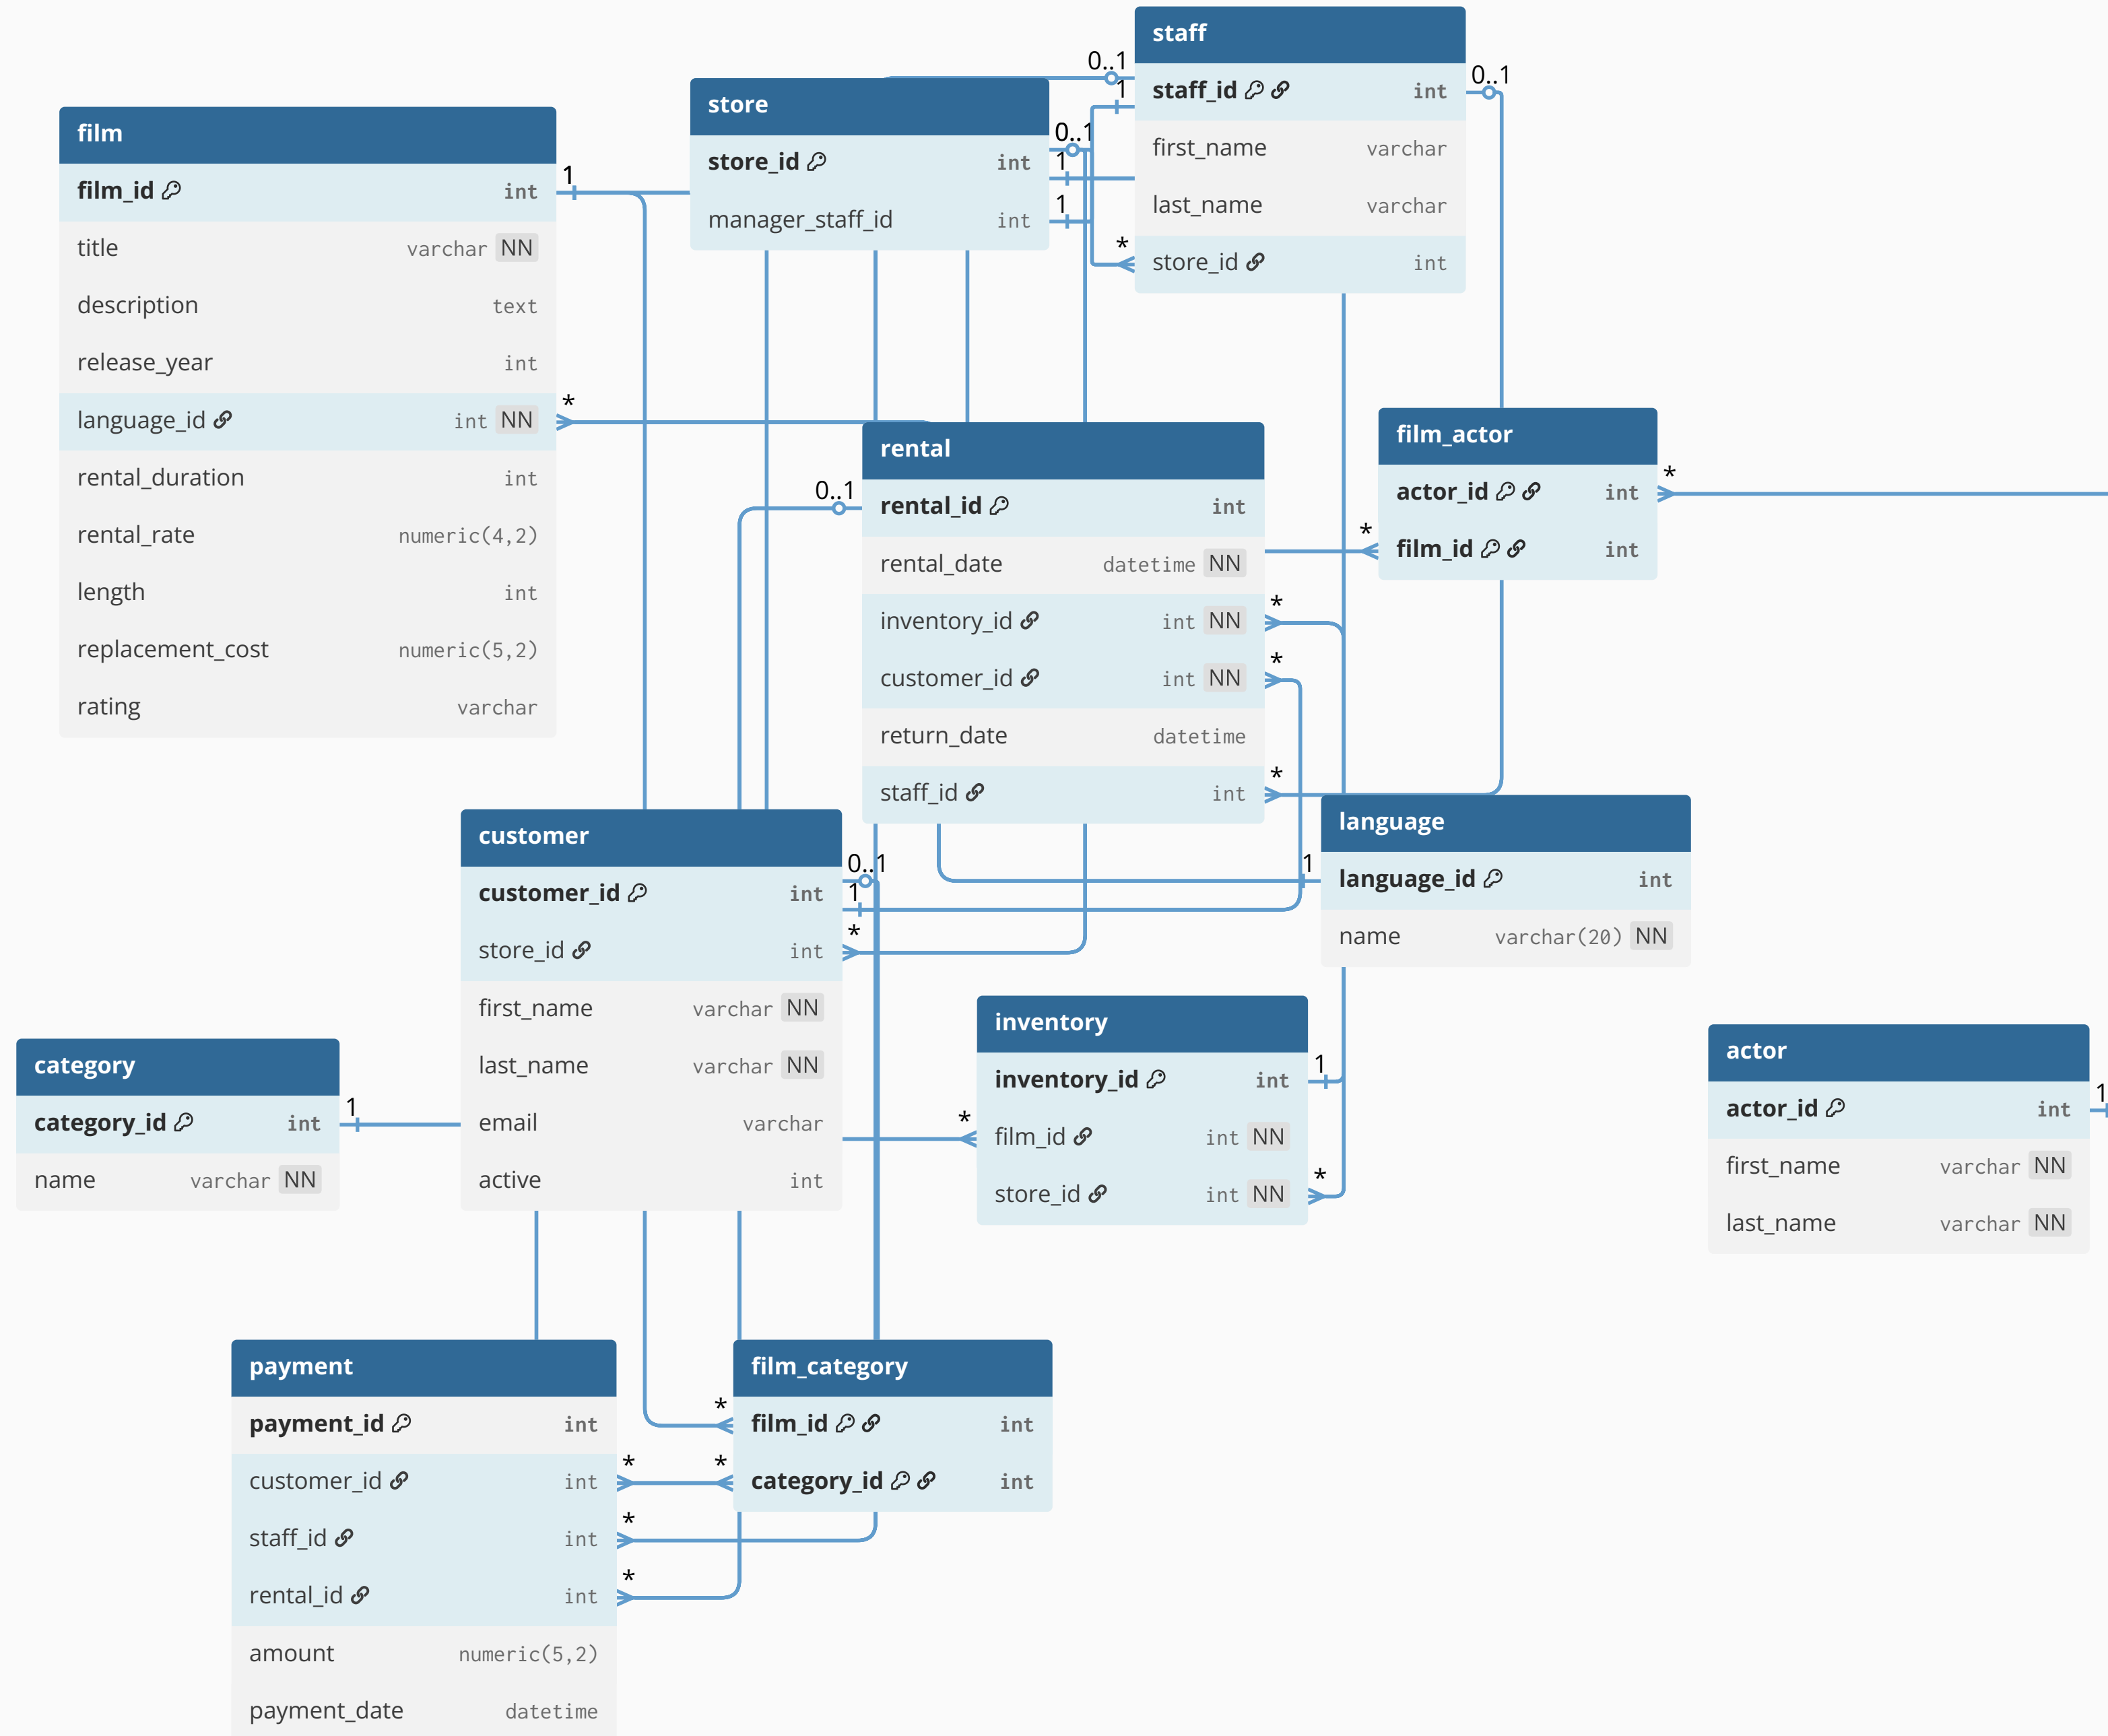 staff
staff_id int
first_name varchar
last_name varchar
store_id int
0..1
1
0..1
*
store
store_id int
manager_staff_id int
0..1
1
1
film
film_id int
title varchar NN
description text
release_year int
language_id int NN
rental_duration int
rental_rate numeric(4,2)
length int
replacement_cost numeric(5,2)
rating varchar
1
*
rental
rental_id int
rental_date datetime NN
inventory_id int NN
customer_id int NN
return_date datetime
staff_id int
0..1
*
*
*
film_actor
actor_id int
film_id int
*
*
customer
customer_id int
store_id int
first_name varchar NN
last_name varchar NN
email varchar
active int
0..1
1
*
language
language_id int
name varchar(20) NN
1
inventory
inventory_id int
film_id int NN
store_id int NN
1
*
*
category
category_id int
name varchar NN
1
actor
actor_id int
first_name varchar NN
last_name varchar NN
1
payment
payment_id int
customer_id int
staff_id int
rental_id int
amount numeric(5,2)
payment_date datetime
*
*
*
film_category
film_id int
category_id int
*
*